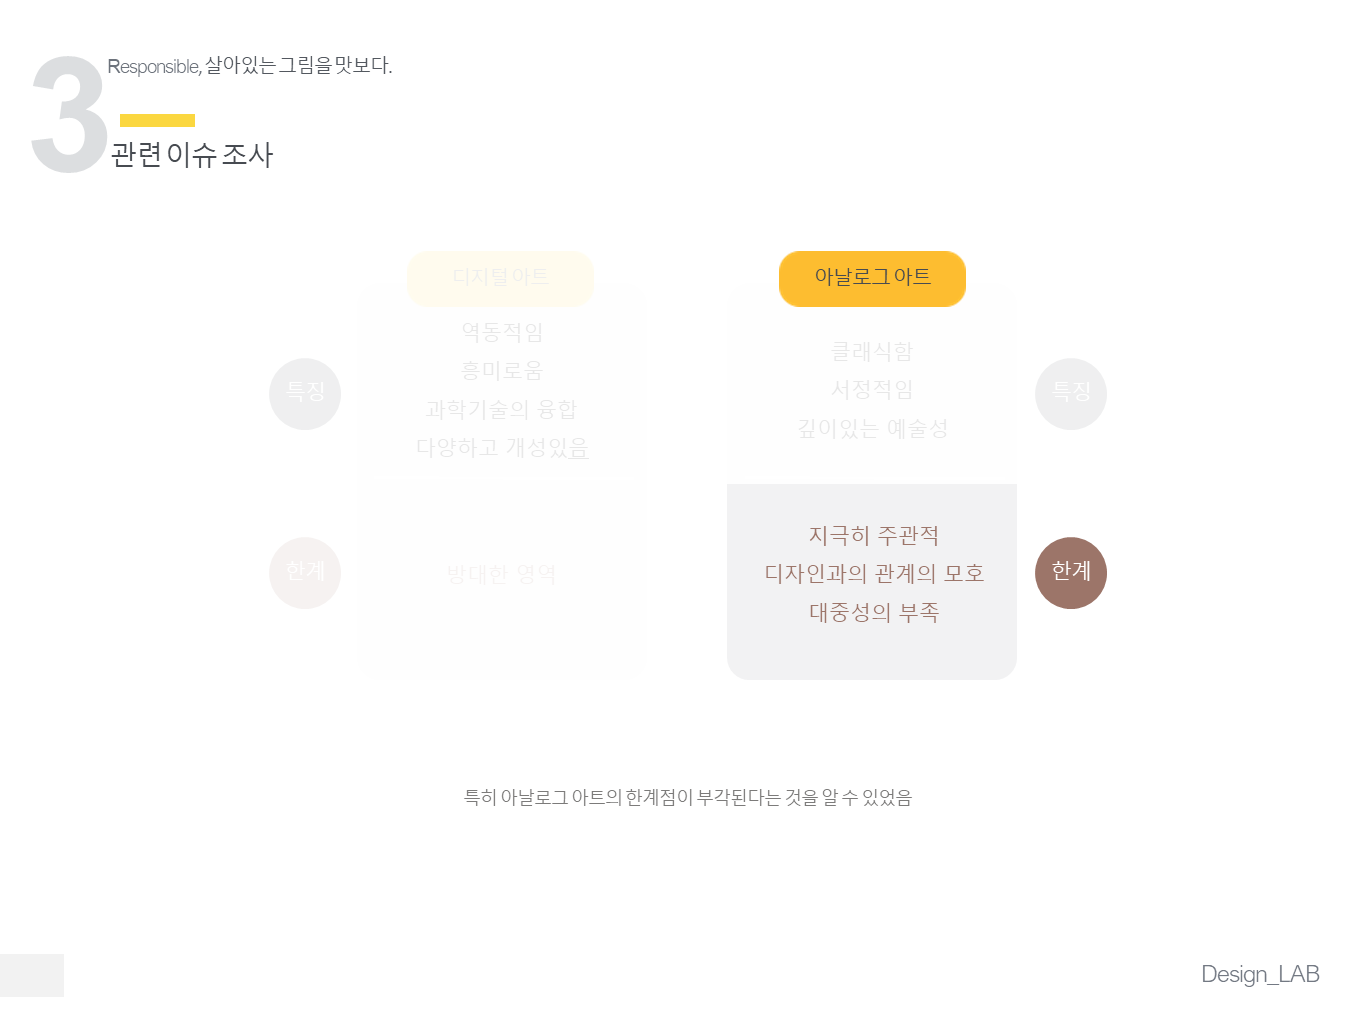 3
Responsible, 살아있는 그림을 맛보다.
관련 이슈 조사
디지털 아트
역동적임
흥미로움
과학기술의 융합
다양하고 개성있음
방대한 영역
특징
한계
아날로그 아트
클래식함
서정적임
깊이있는 예술성
지극히 주관적
디자인과의 관계의 모호
대중성의 부족
특징
한계
특히 아날로그 아트의 한계점이 부각된다는 것을 알 수 있었음
Design_LAB